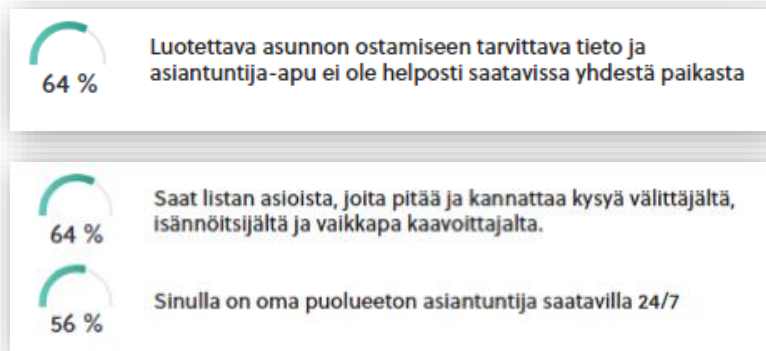 Luotettava asunnon ostamiseen tarvittava tieto ja
asiantuntija-apu ei ole helposti saatavissa yhdestä paikasta
64 %
Saat listan asioista, joita pitää ja kannattaa kysyä välittäjältä,
isännöitsijältä ja vaikkapa kaavoittajalta.
64 %
Sinulla on oma puolueeton asiantuntija saatavilla 24/7
56 %